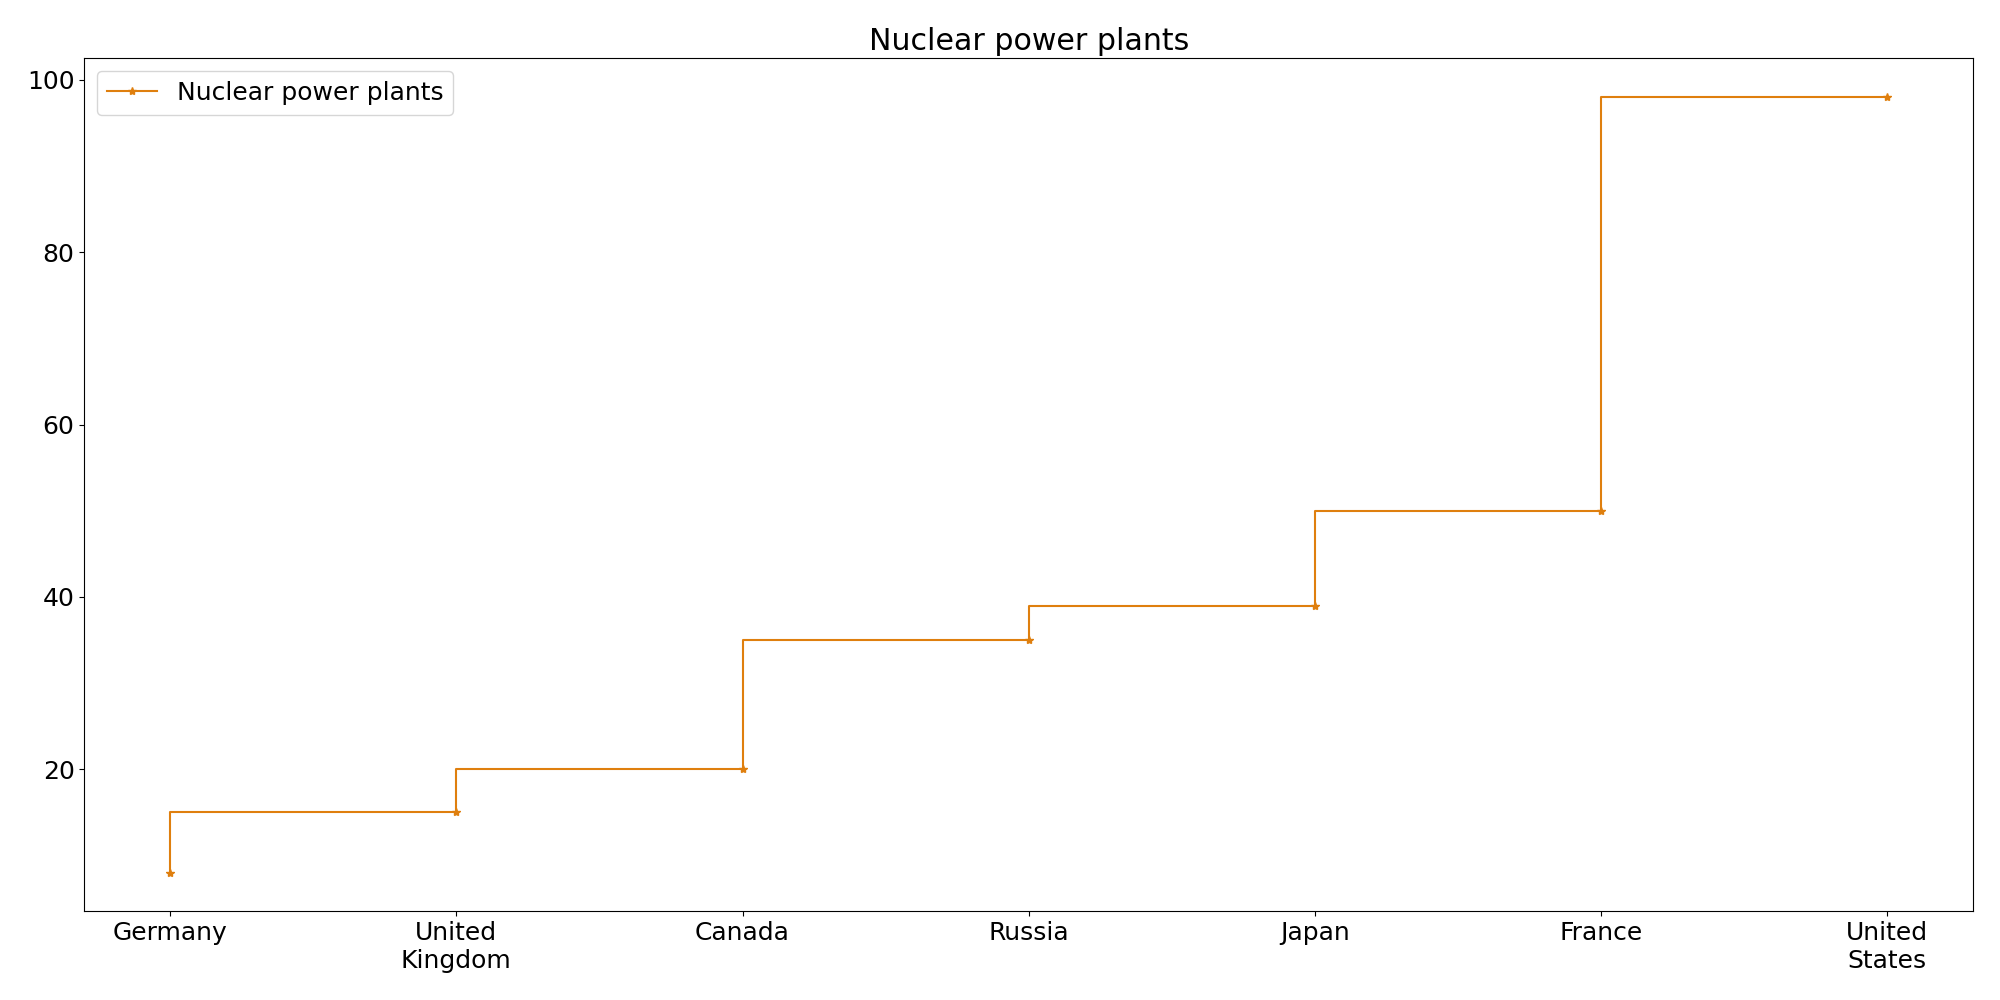 Nuclear power plants
Nuclear power plants
100
80
60
40
20
Germany
United
Kingdom
Canada
Russia
Japan
France
United
States